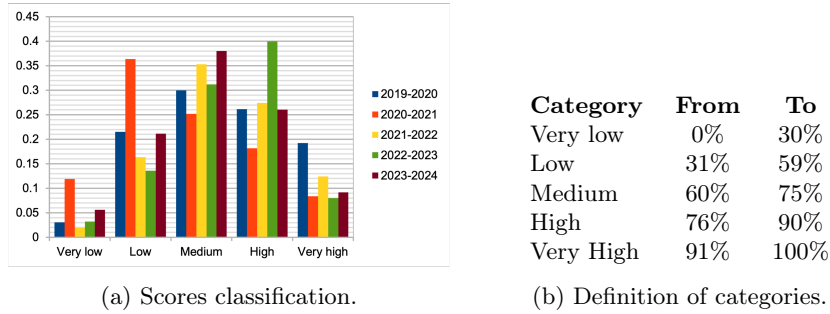 0.45
0.4
0.35
0.3
0.25
0.2
0.15
0.1
0.05
0
Very low Low Medium High Very high
2019-2020
2020-2021
2021-2022
2022-2023
2023-2024
(a) Scores classification.
Category From To
Very low 0% 30%
Low 31% 59%
Medium 60% 75%
High 76% 90%
Very High 91% 100%
(b) Definition of categories.